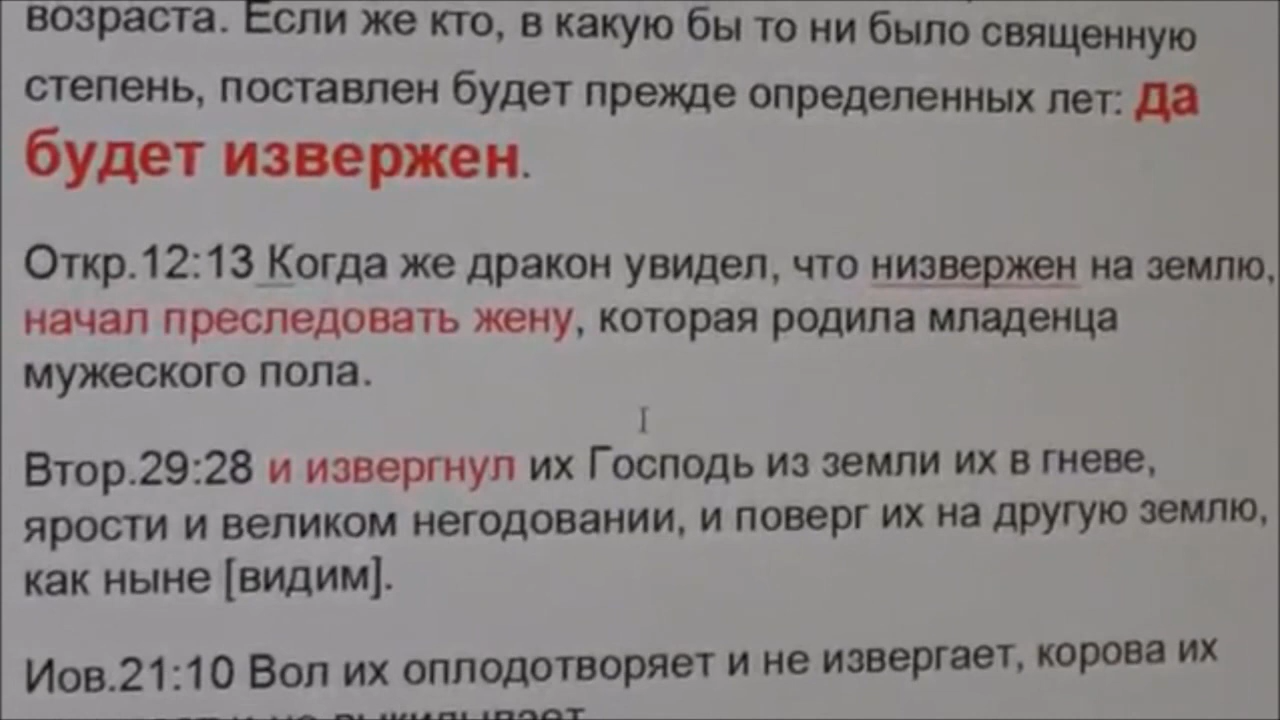 возраста. Если же кто, в какую бы то ни было священную
степень, поставлен будет прежде определенных лет: да
будет извержен.
Откр.12:13 Когда же дракон увидел, что низвержен на землю,
начал преследовать жену, которая родила младенца
мужеского пола.
Втор.29:28 и извергнул их Господь из земли их в гневе,
ярости и великом негодовании, и поверг их на другую землю,
как ныне [видим].
Иов.21:10 Вол их оплодотворяет и не извергает, корова их
и не выкидывает